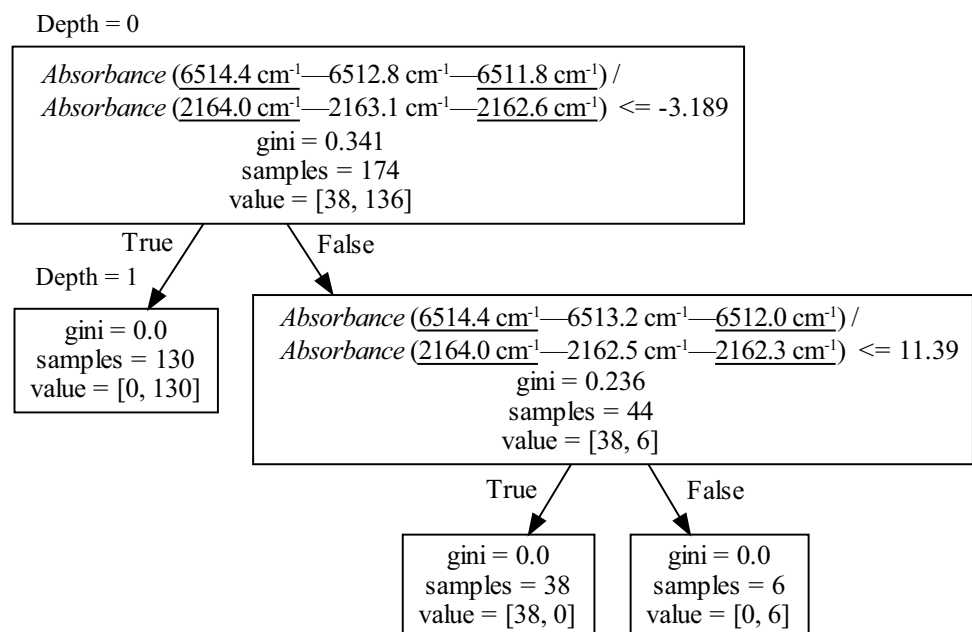 Depth = 0
Absorbance (6514.4 cm⁻¹—6512.8 cm⁻¹—6511.8 cm⁻¹) /
Absorbance (2164.0 cm⁻¹—2163.1 cm⁻¹—2162.6 cm⁻¹) <= -3.189
gini = 0.341
samples = 174
value = [38, 136]
True
False
Depth = 1
gini = 0.0
samples = 130
value = [0, 130]
Absorbance (6514.4 cm⁻¹—6513.2 cm⁻¹—6512.0 cm⁻¹) /
Absorbance (2164.0 cm⁻¹—2162.5 cm⁻¹—2162.3 cm⁻¹) <= 11.39
gini = 0.236
samples = 44
value = [38, 6]
True
False
gini = 0.0
samples = 38
value = [38, 0]
gini = 0.0
samples = 6
value = [0, 6]